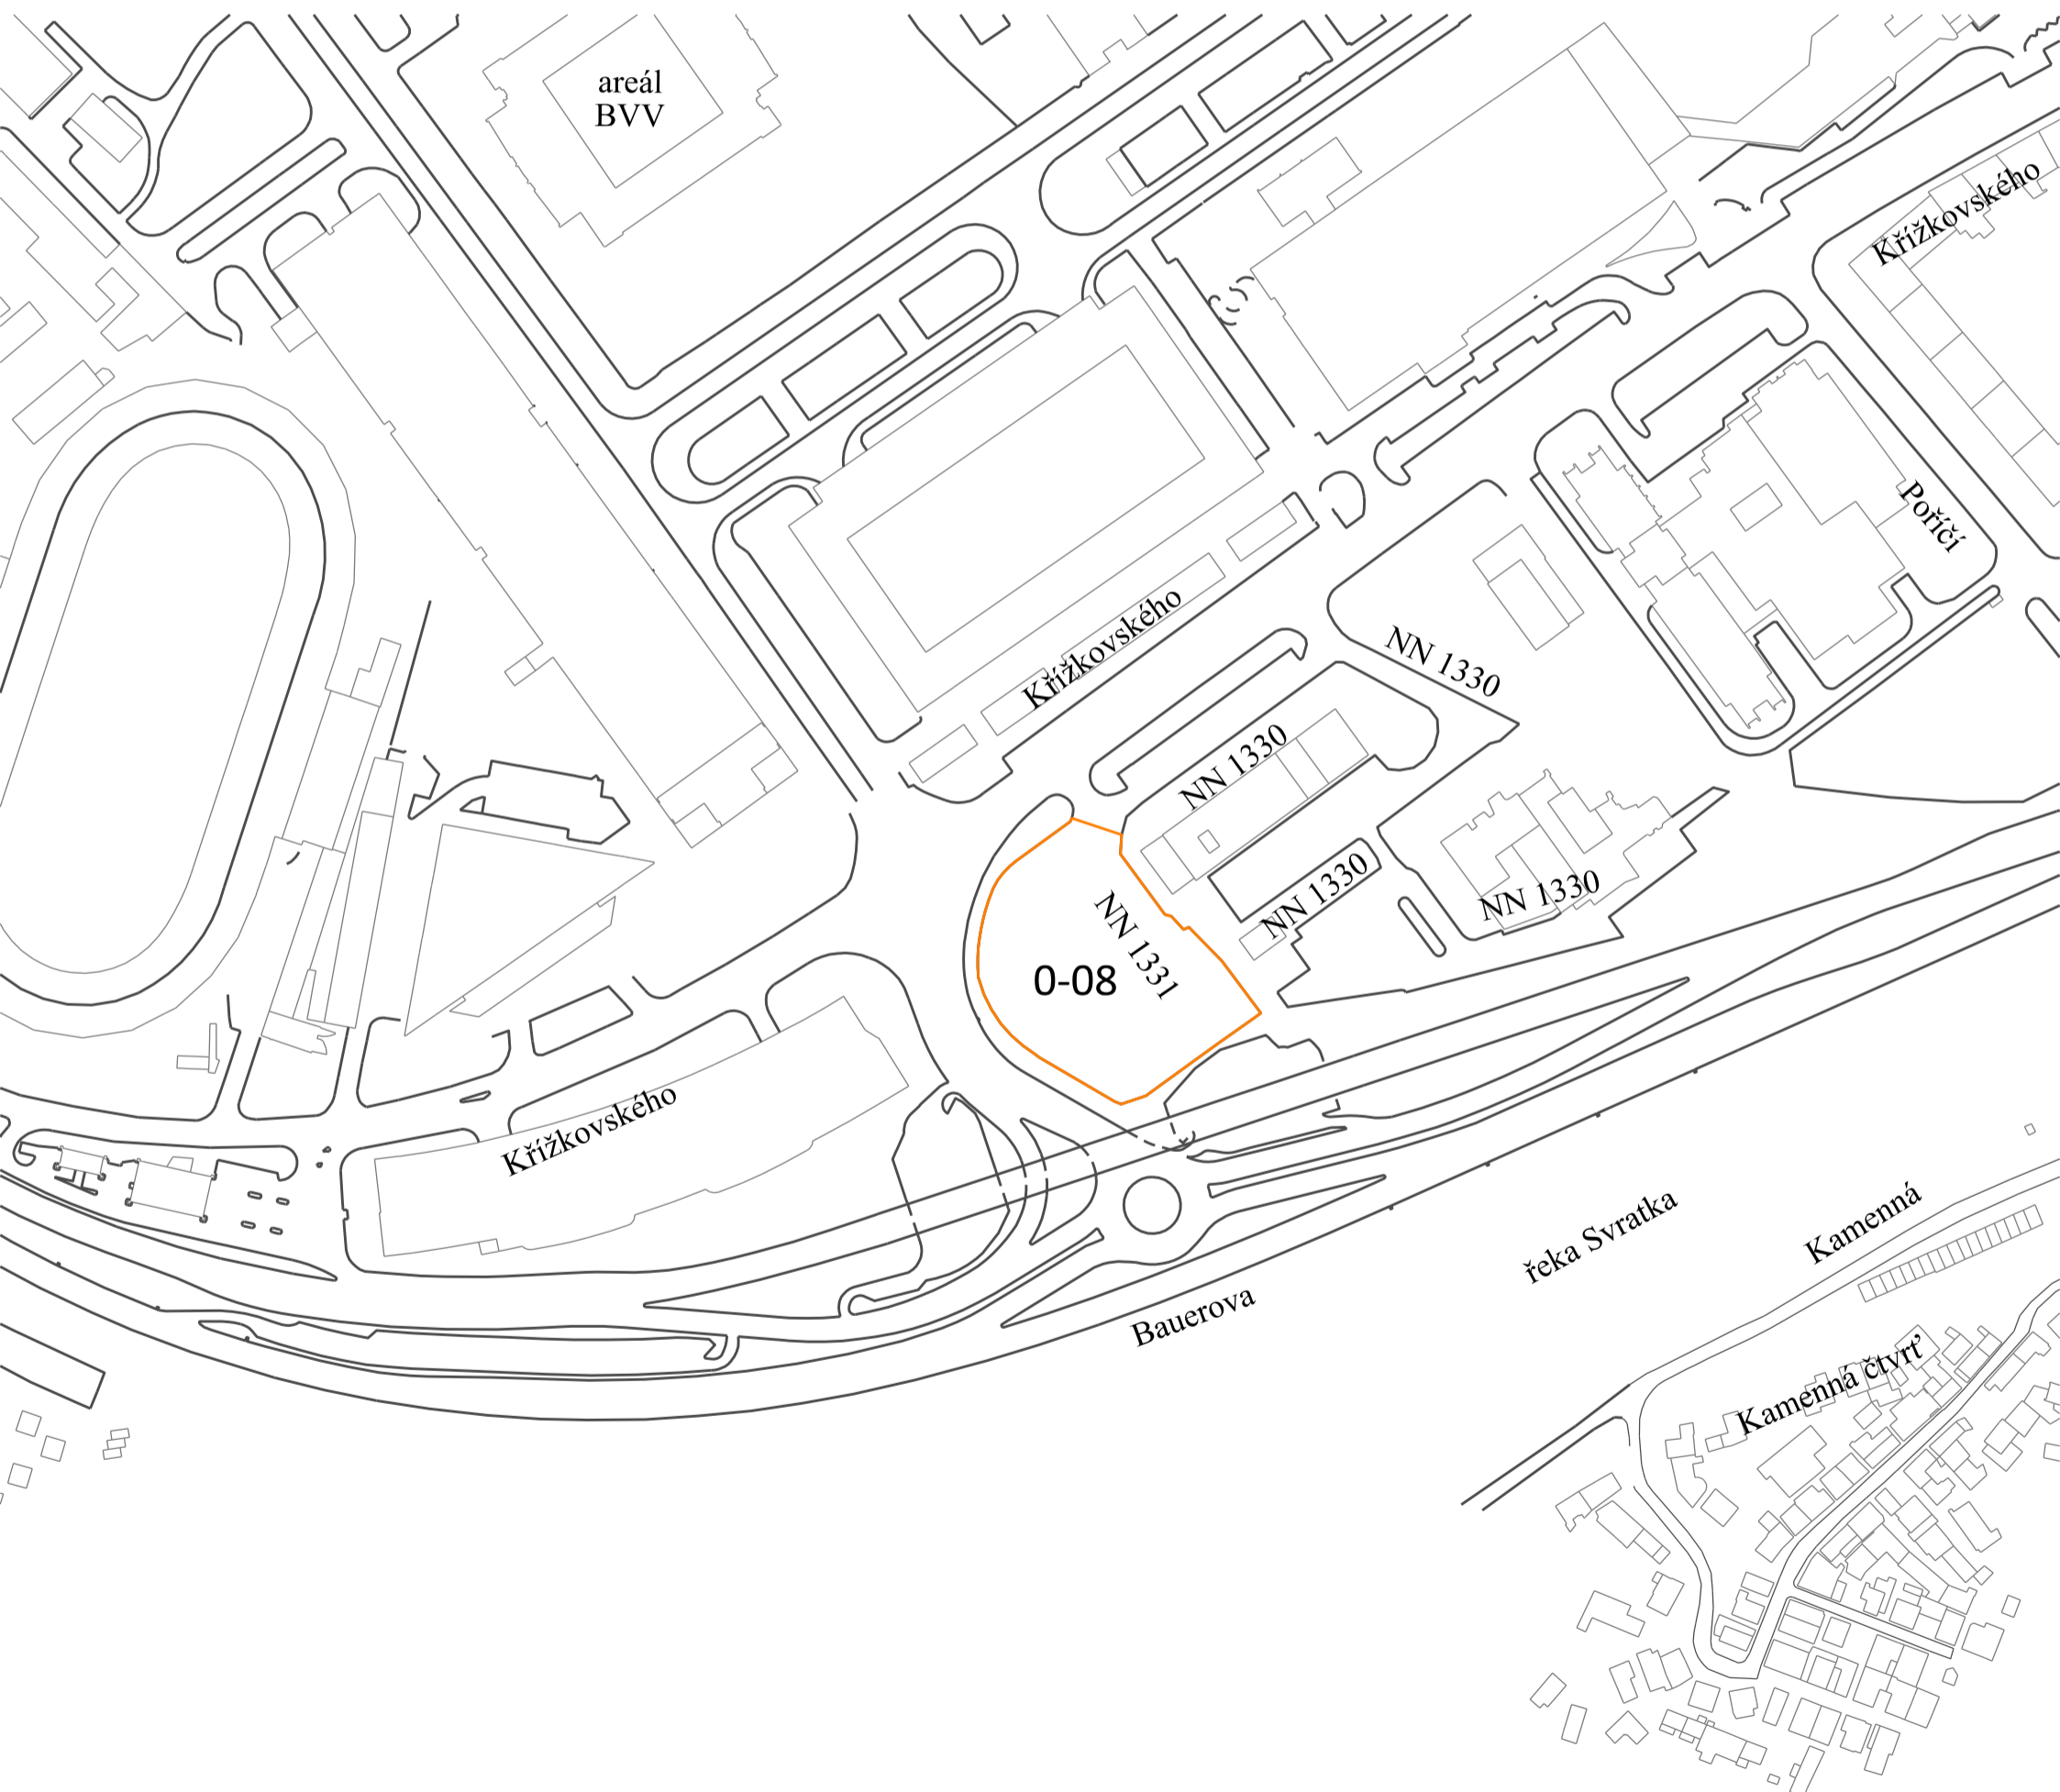 areál
BVV
Křížkovského
Poříčí
Křížkovského
NN 1330
NN 1330
NN 1330
NN 1330
NN 1331
0-08
Křížkovského
řeka Svratka
Kamenná
Bauerova
Kamenná čtvrť